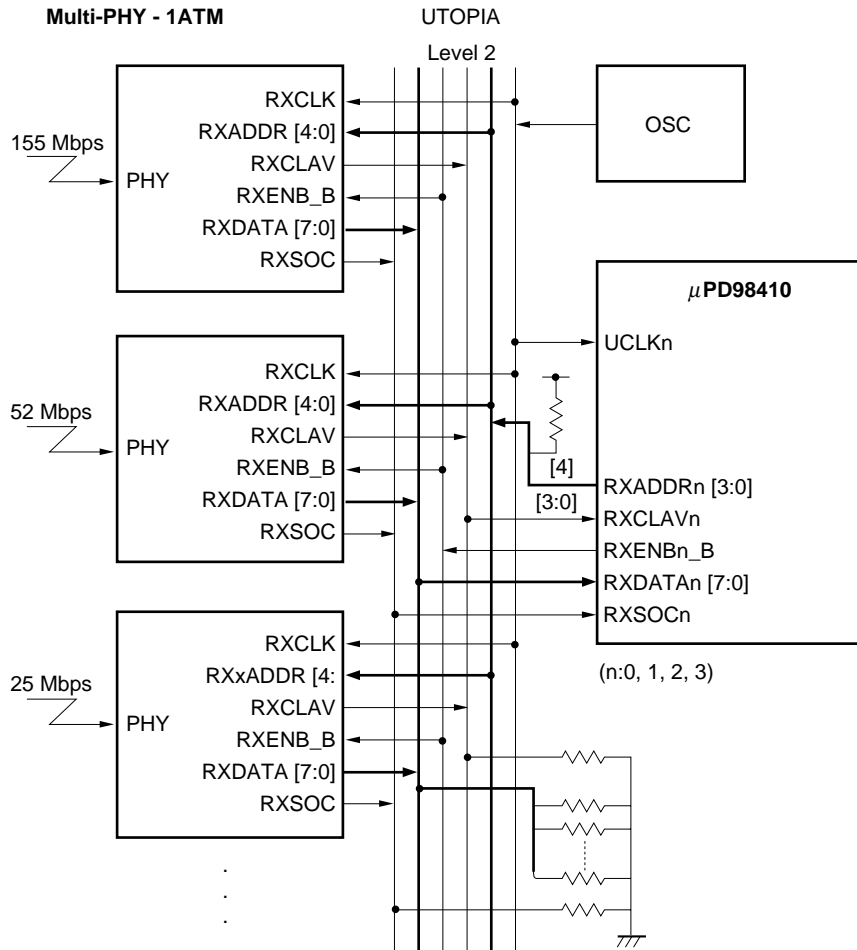 Multi-PHY - 1ATM
UTOPIA
Level 2
155 Mbps
PHY
RXCLK
RXADDR [4:0]
RXCLAV
RXENB_B
RXDATA [7:0]
RXSOC
OSC
52 Mbps
PHY
RXCLK
RXADDR [4:0]
RXCLAV
RXENB_B
RXDATA [7:0]
RXSOC
μPD98410
UCLKn
[4]
[3:0]
RXADDRn [3:0]
RXCLAVn
RXENBn_B
RXDATAn [7:0]
RXSOCn
(n:0, 1, 2, 3)
25 Mbps
PHY
RXCLK
RXxADDR [4:
RXCLAV
RXENB_B
RXDATA [7:0]
RXSOC
.
.
.